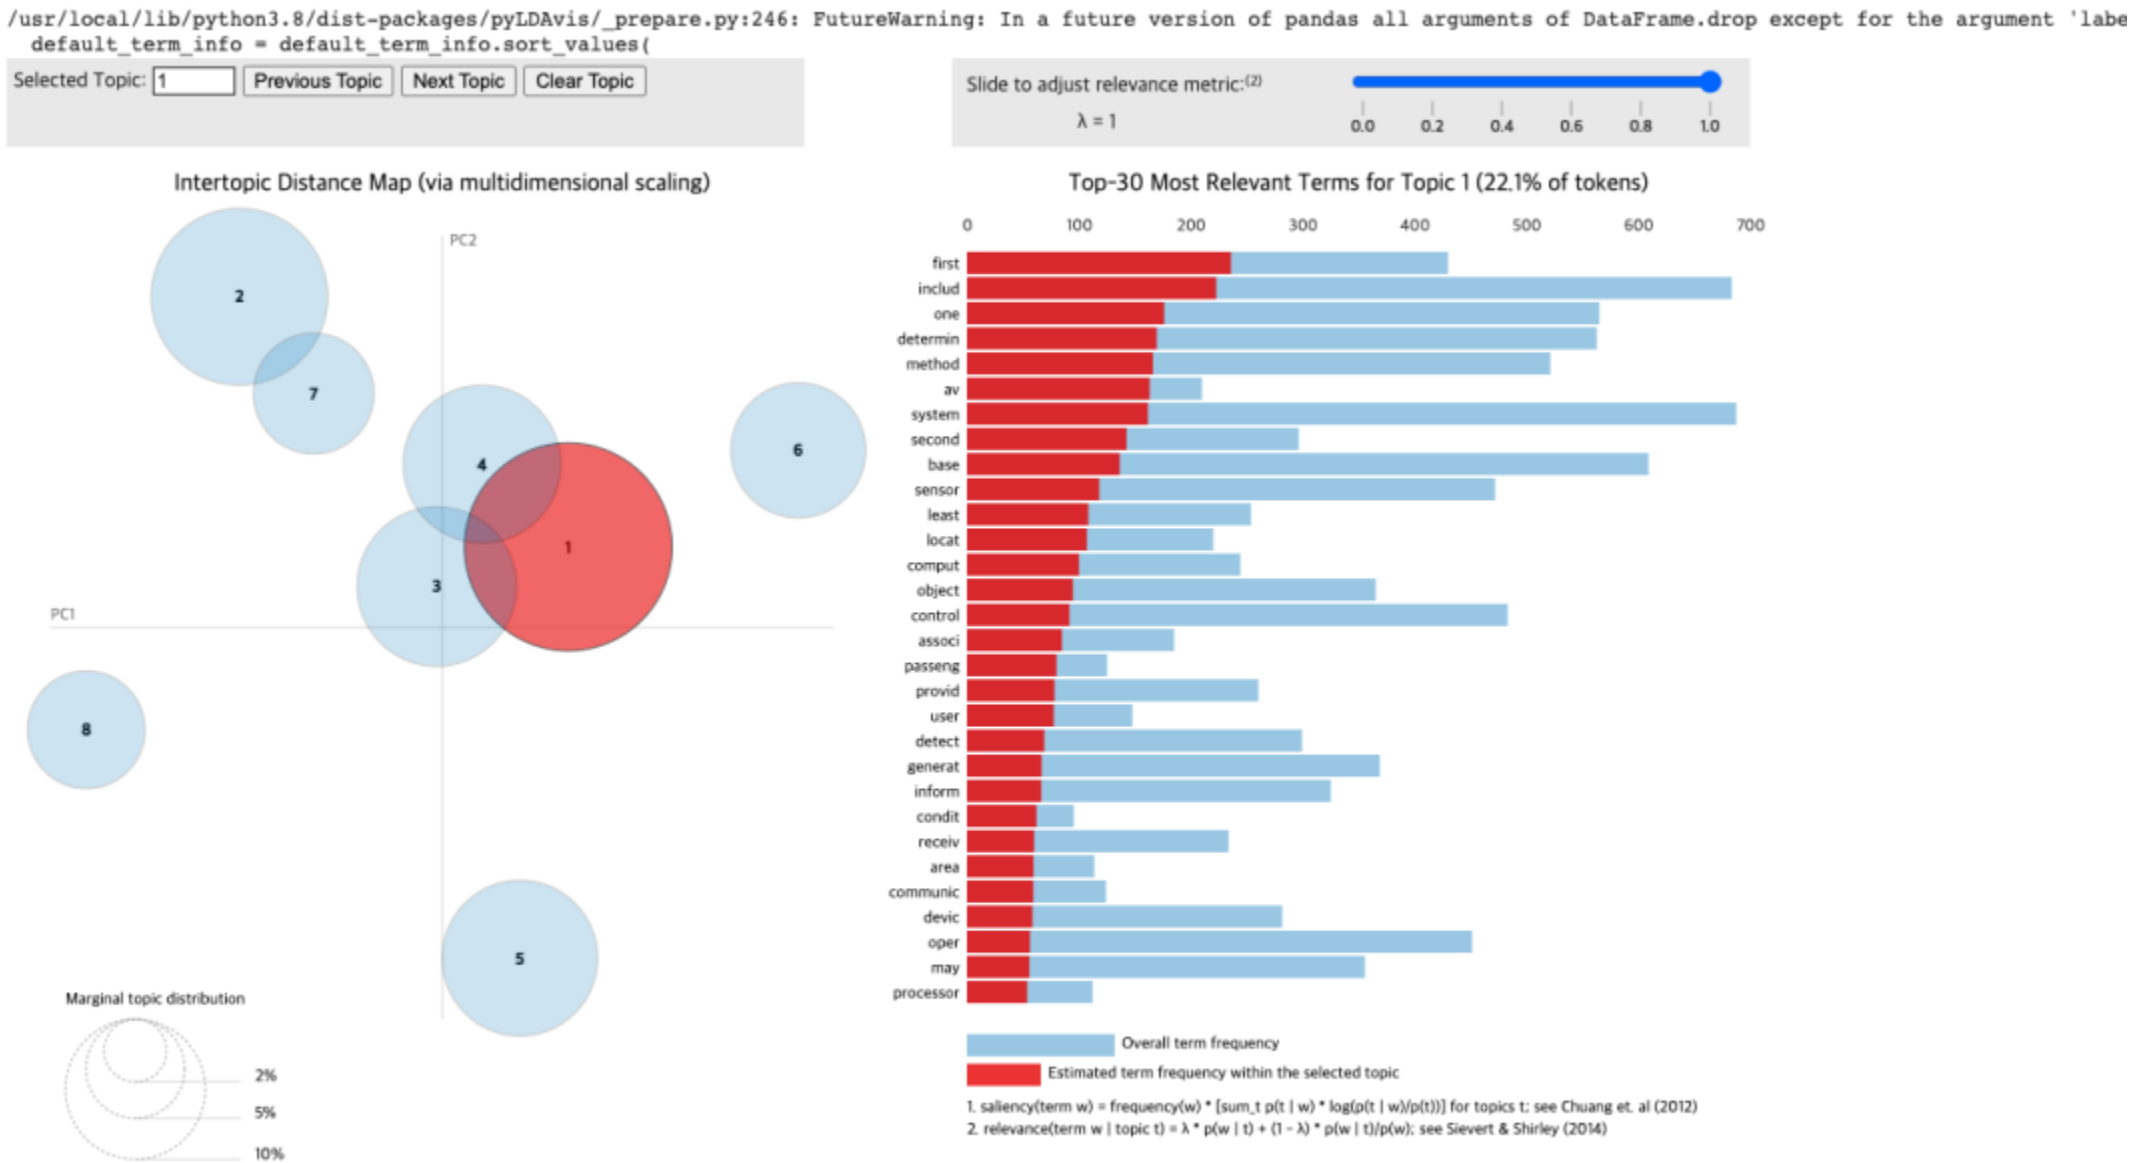 /usr/local/lib/python3.8/dist-packages/pyLDAvis/_prepare.py:246: FutureWarning: In a future version of pandas all arguments of DataFrame.drop except for the argument 'labe
default_term_info = default_term_info.sort_values(
Selected Topic: 1 Previous Topic Next Topic Clear Topic
Slide to adjust relevance metric:(2)
λ = 1
0.0 0.2 0.4 0.6 0.8 1.0
Intertopic Distance Map (via multidimensional scaling)
PC2
2
7
4
6
1
3
PC1
8
5
Marginal topic distribution
2%
5%
10%
Top-30 Most Relevant Terms for Topic 1 (22.1% of tokens)
0 100 200 300 400 500 600 700
first
includ
one
determin
method
av
system
second
base
sensor
least
locat
comput
object
control
associ
passeng
provid
user
detect
generat
inform
condit
receiv
area
communic
devic
oper
may
processor
Overall term frequency
Estimated term frequency within the selected topic
1. saliency(term w) = frequency(w) * [sum_t p(t | w) * log(p(t | w)/p(t))] for topics t; see Chuang et. al (2012)
2. relevance(term w | topic t) = λ * p(w | t) + (1 - λ) * p(w | t)/p(w); see Sievert & Shirley (2014)